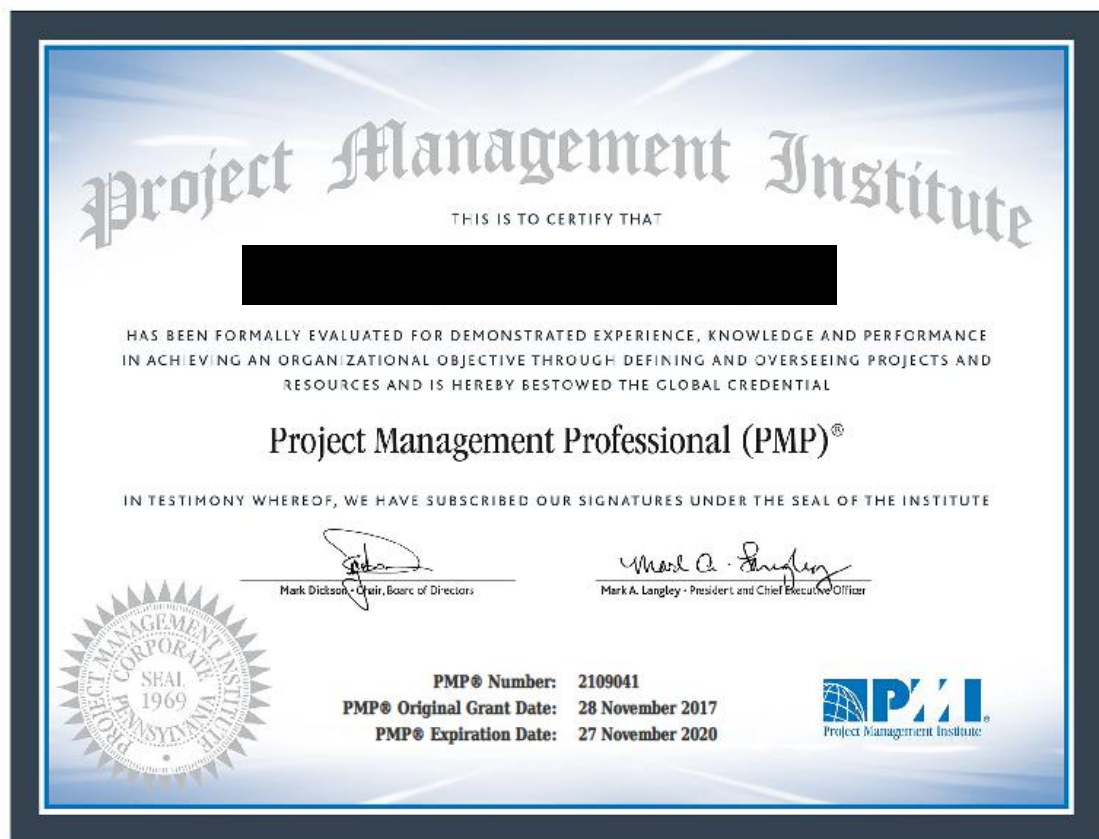 Project Management Institute
THIS IS TO CERTIFY THAT
HAS BEEN FORMALLY EVALUATED FOR DEMONSTRATED EXPERIENCE, KNOWLEDGE AND PERFORMANCE
IN ACHIEVING AN ORGANIZATIONAL OBJECTIVE THROUGH DEFINING AND OVERSEEING PROJECTS AND
RESOURCES AND IS HEREBY BESTOWED THE GLOBAL CREDENTIAL
Project Management Professional (PMP)®
IN TESTIMONY WHEREOF, WE HAVE SUBSCRIBED OUR SIGNATURES UNDER THE SEAL OF THE INSTITUTE
Mark A. Langley
Mark Dickson • Chair, Board of Directors
Mark A. Langley • President and Chief Executive Officer
PROJECT MANAGEMENT INSTITUTE
CORPORATE
SEAL
1969
PENNSYLVANIA
PMP® Number: 2109041
PMP® Original Grant Date: 28 November 2017
PMP® Expiration Date: 27 November 2020
PMI®
Project Management Institute